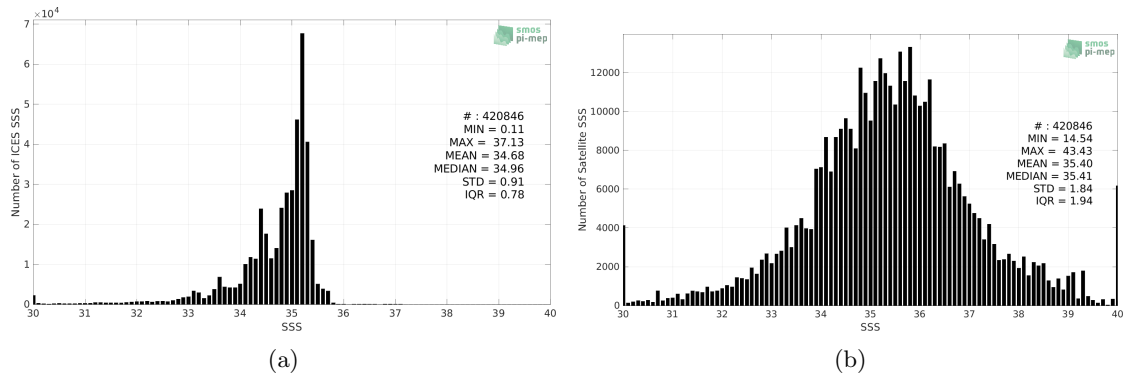 ×10⁴
7
6
5
4
3
2
1
0
Number of ICES SSS
30 31 32 33 34 35 36 37 38 39 40
SSS
smos
pi-mep
# : 420846
MIN = 0.11
MAX = 37.13
MEAN = 34.68
MEDIAN = 34.96
STD = 0.91
IQR = 0.78
(a)
12000
10000
8000
6000
4000
2000
0
Number of Satellite SSS
30 31 32 33 34 35 36 37 38 39 40
SSS
smos
pi-mep
# : 420846
MIN = 14.54
MAX = 43.43
MEAN = 35.40
MEDIAN = 35.41
STD = 1.84
IQR = 1.94
(b)